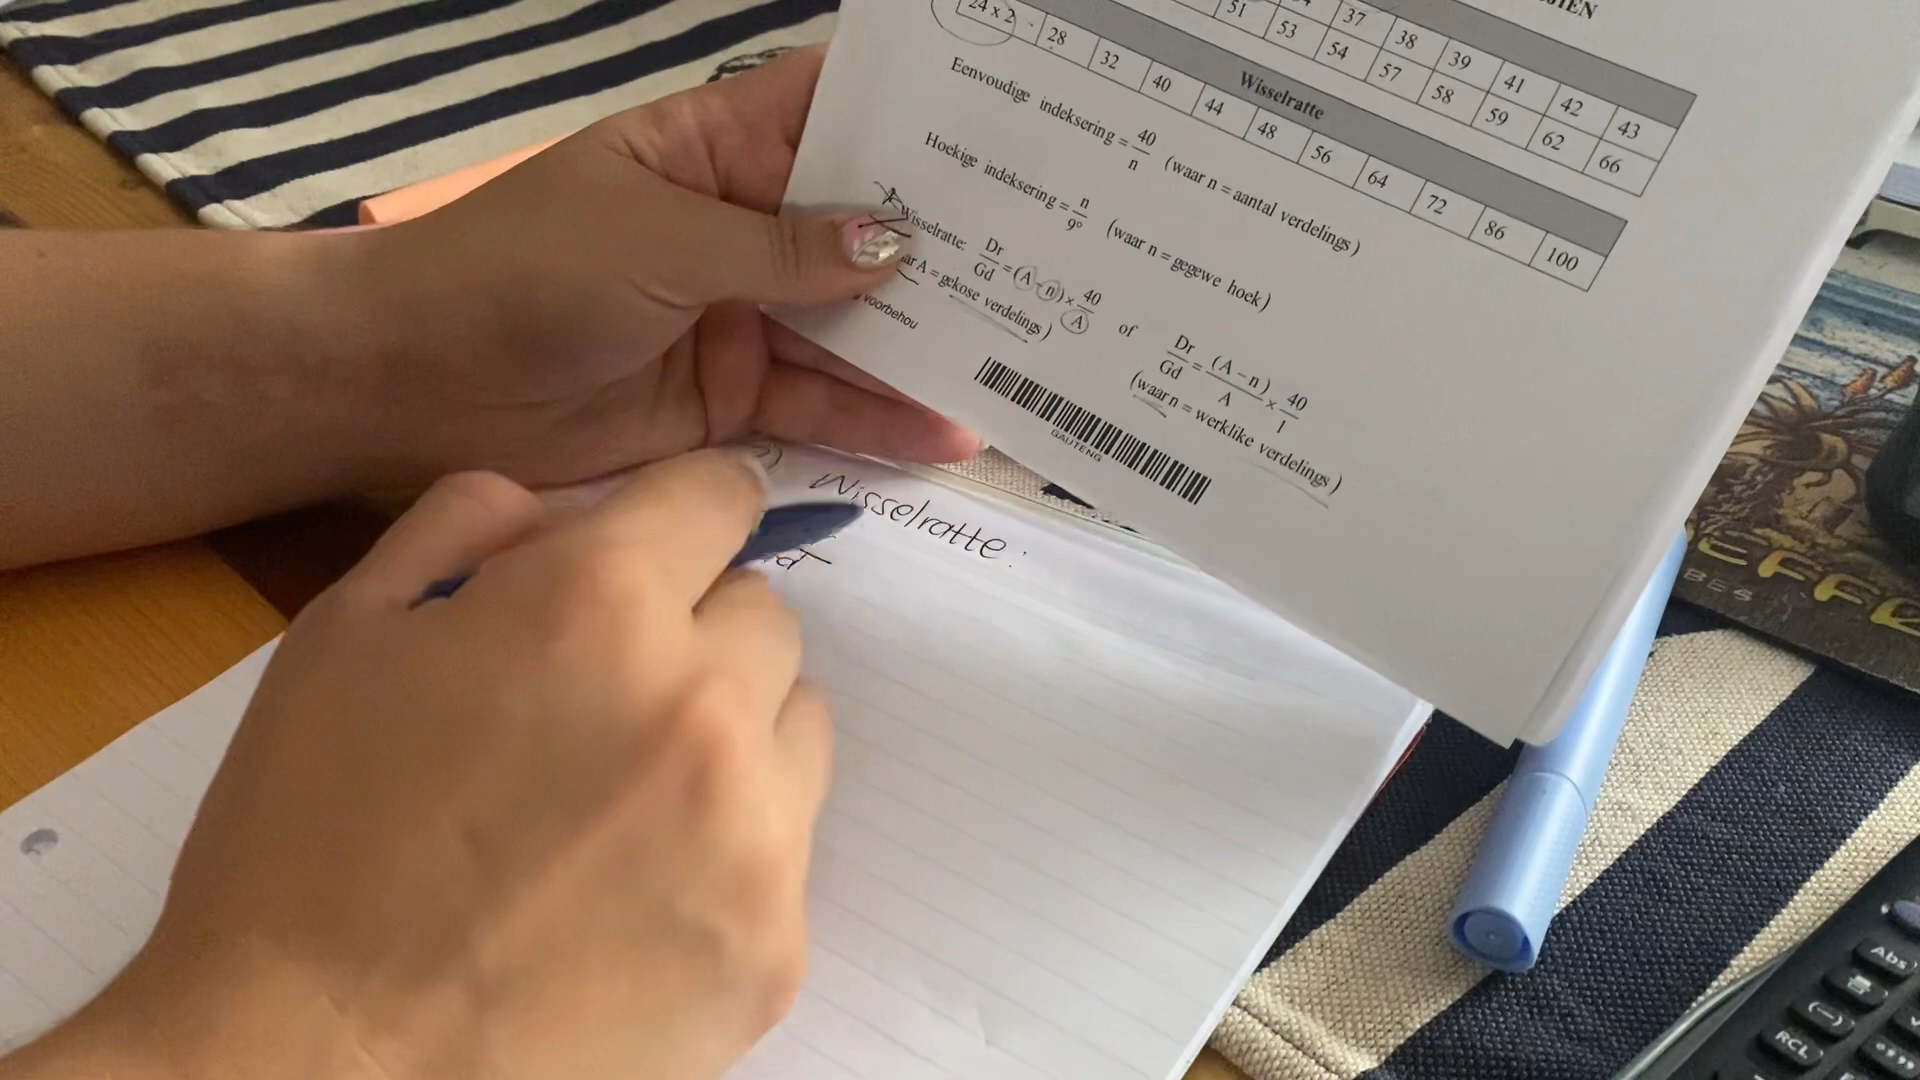 37 38 39 41 42 43
51 53 54 57 58 59 62 66
Wisselratte
24 x 2 28 32 40 44 48 56 64 72 86 100
Eenvoudige indeksering = 40/n (waar n = aantal verdelings)
Hoekige indeksering = n/9° (waar n = gegewe hoek)
Wisselratte: Dr/Gd = (A - n) x 40/A of Dr/Gd = (A - n)/A x 40/1
A = gekose verdelings) (waar n = werklike verdelings)
voorbehou
GAUTENG
Wisselratte :
Abs
(-)
RCL